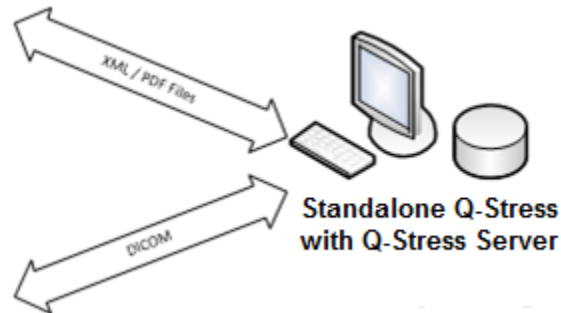 XML / PDF Files
DICOM
Standalone Q-Stress
with Q-Stress Server